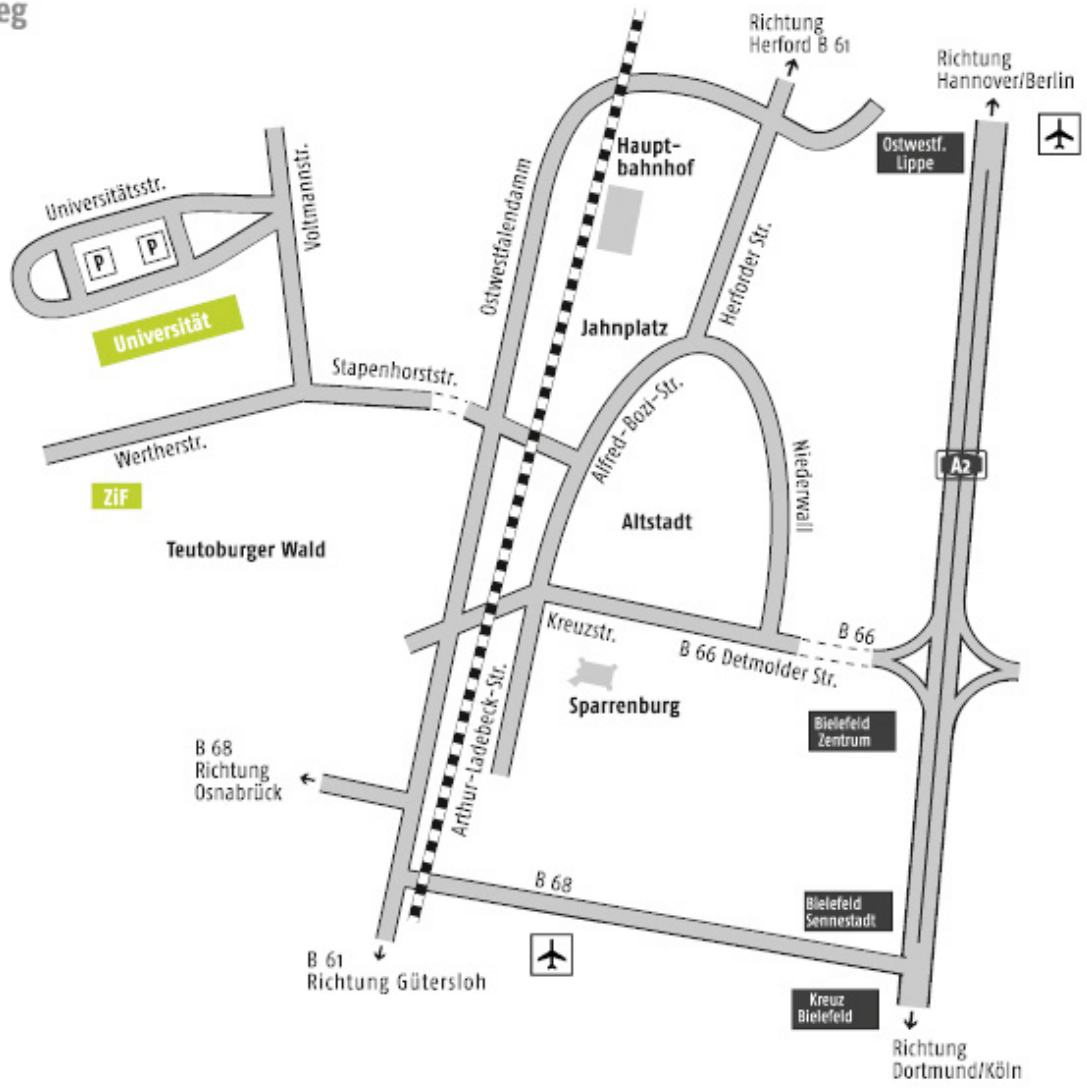 eg
Richtung
Herford B 61
Richtung
Hannover/Berlin
Ostwestf.
Lippe
Haupt-
bahnhof
Voltmannstr.
Universitätsstr.
Ostwestfalendamm
P
P
Herforder Str.
Universität
Jahnplatz
Stapenhorststr.
Alfred-Bozi-Str.
Wertherstr.
Niederwall
A2
ZiF
Altstadt
Teutoburger Wald
Kreuzstr.
B 66
B 66 Detmolder Str.
Sparrenburg
Bielefeld
Zentrum
Arthur-Ladebeck-Str.
B 68
Richtung
Osnabrück
B 68
Bielefeld
Sennestadt
B 61
Richtung Gütersloh
Kreuz
Bielefeld
Richtung
Dortmund/Köln